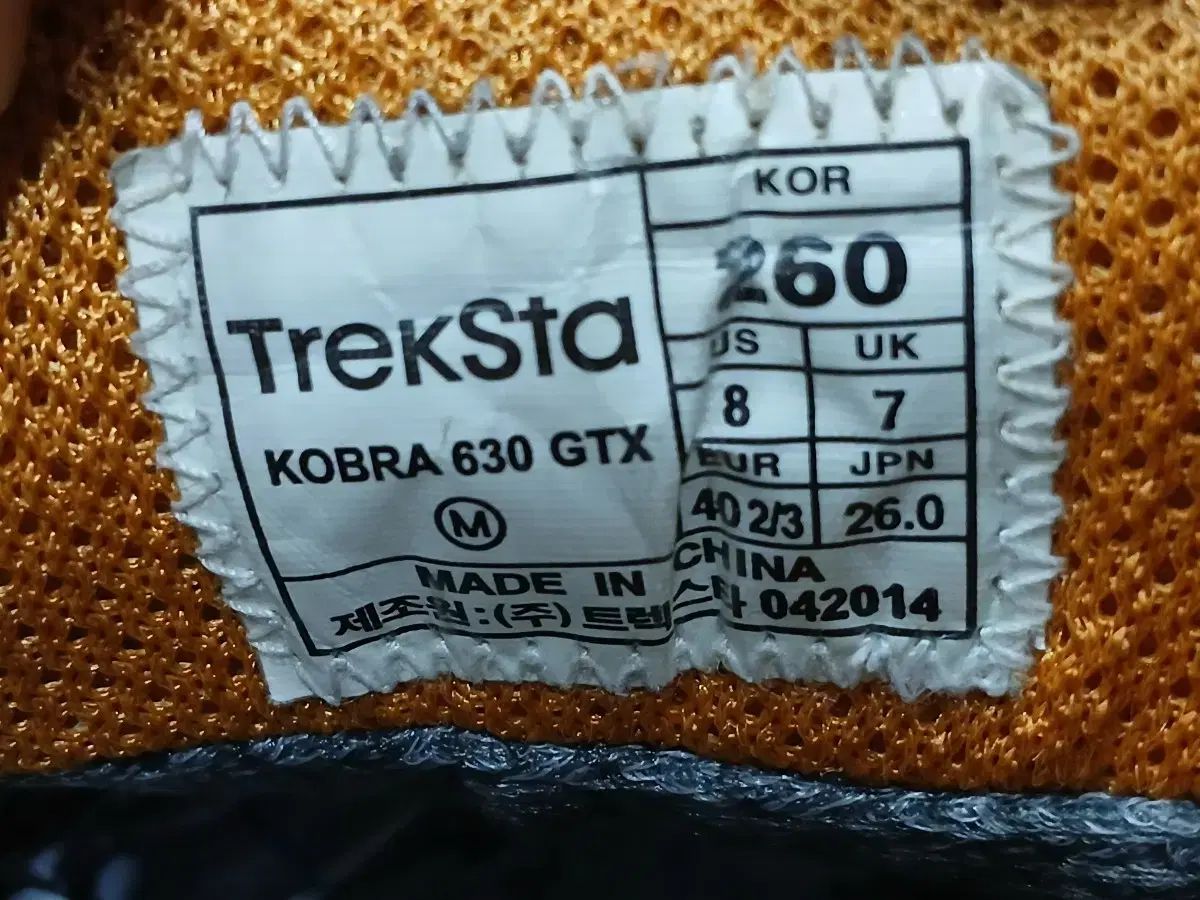 TrekSta
KOBRA 630 GTX
M
KOR
260
US UK
8 7
EUR JPN
40 2/3 26.0
MADE IN CHINA
제조원:(주)트렉스타 042014